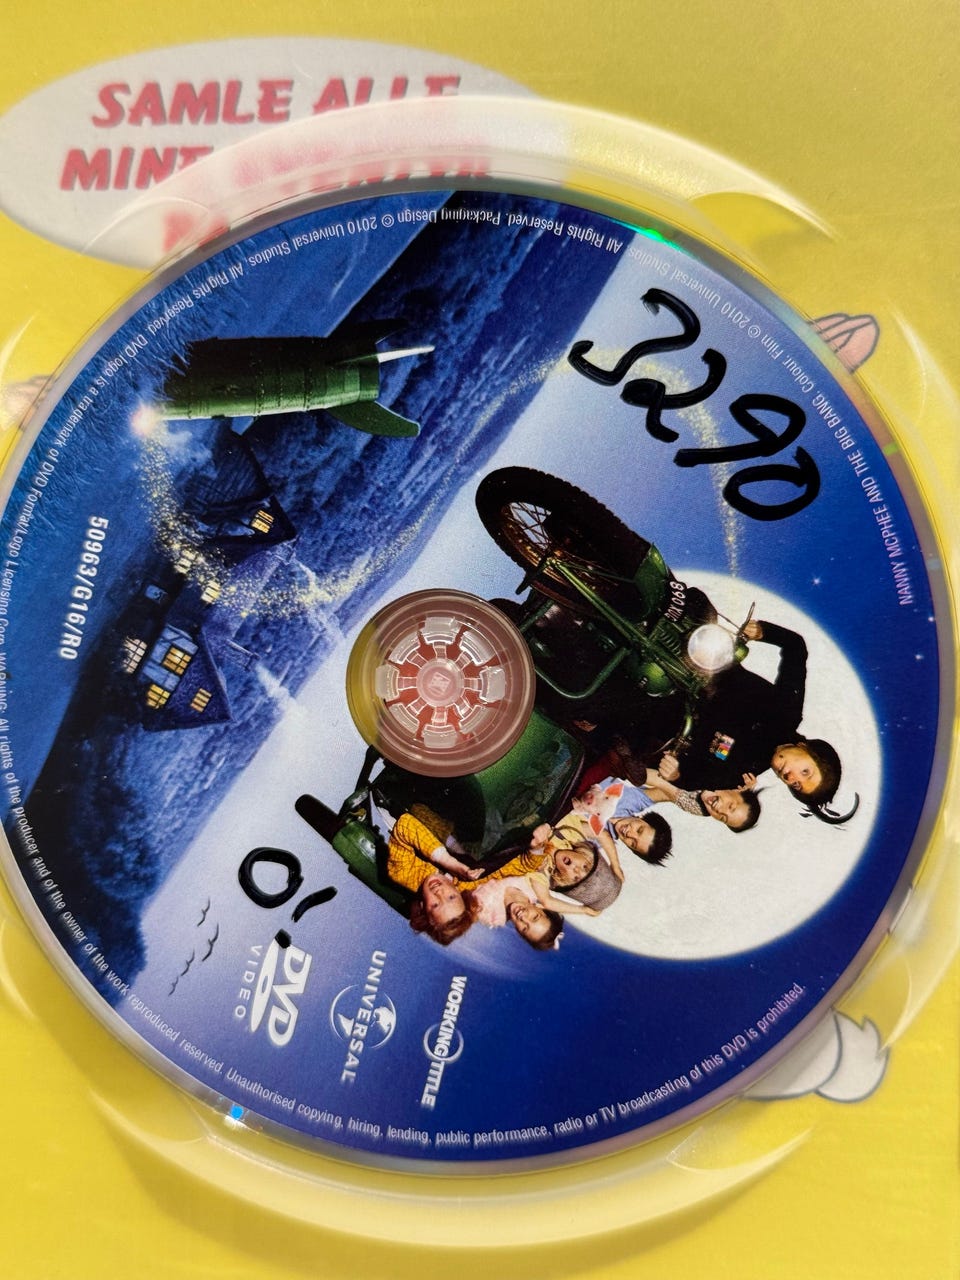 SAMLE ALLE
3290
068
50963/G16/R0
DVD
VIDEO
UNIVERSAL
WORKING TITLE
NANNY MCPHEE AND THE BIG BANG. Colour. Film © 2010 Universal Studios. All Rights Reserved. Packaging Design © 2010 Universal Studios. All Rights Reserved. DVD logo is a trademark of DVD Format/Logo Licensing Corp. WARNING: All rights of the producer and of the owner of the work reproduced reserved. Unauthorised copying, hiring, lending, public performance, radio or TV broadcasting of this DVD is prohibited.